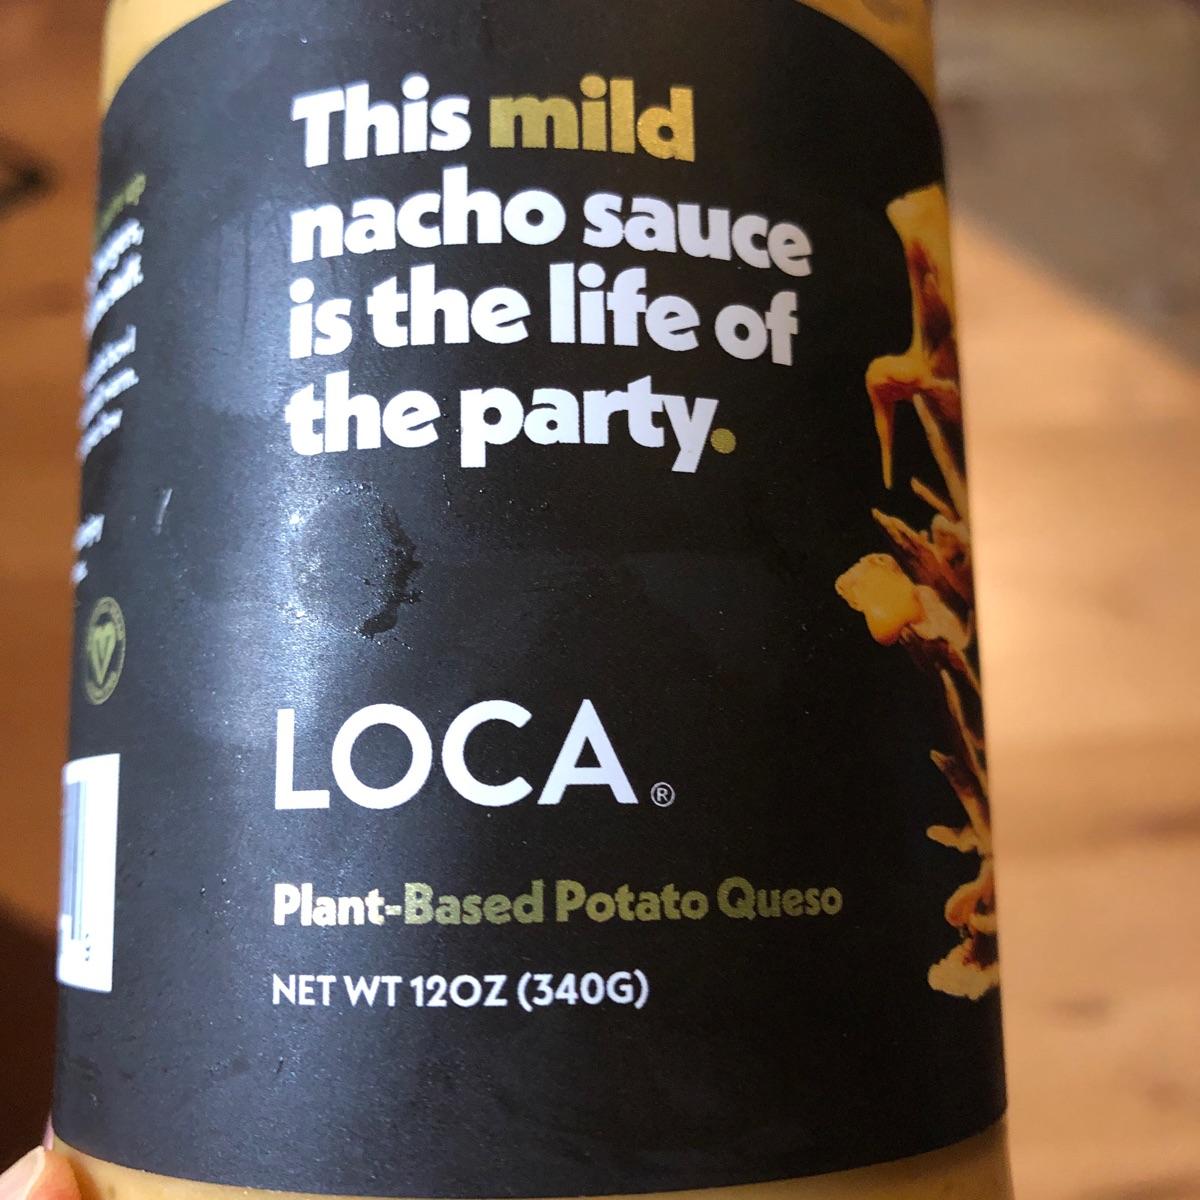 This mild
nacho sauce
is the life of
the party.
LOCA®
Plant-Based Potato Queso
NET WT 12OZ (340G)